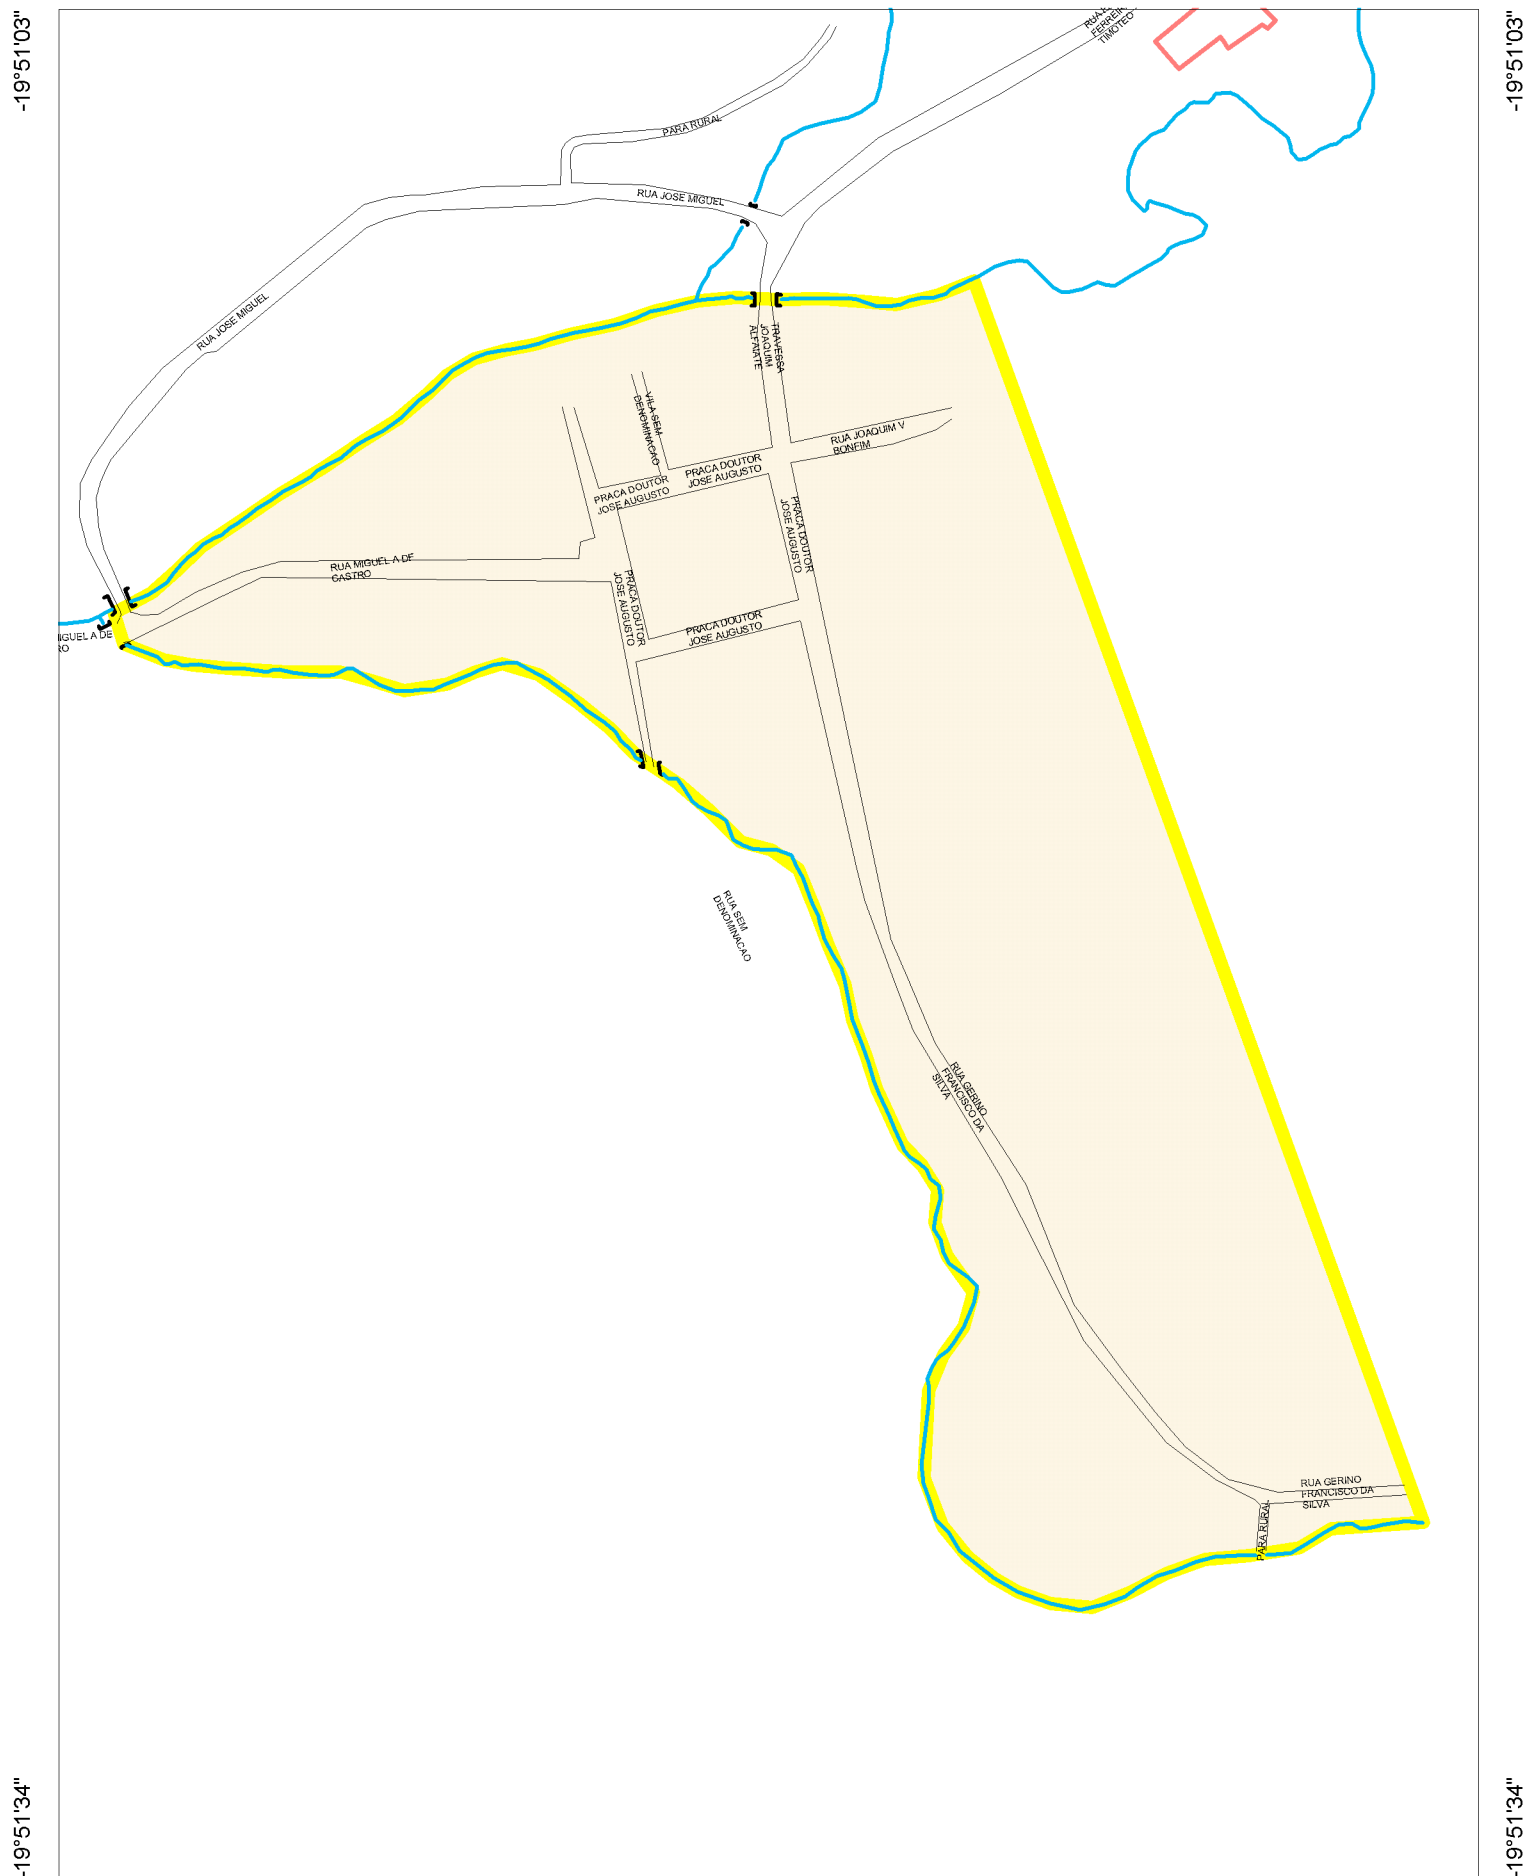 -19°51'03"
-19°51'03"
FERREIRA
TIMOTEO
PARA RURAL
RUA JOSE MIGUEL
RUA JOSE MIGUEL
TRAVESSA
JOAQUIM
ALFAIATE
VILA SEM
DENOMINACAO
RUA JOAQUIM V
BONFIM
PRACA DOUTOR
JOSE AUGUSTO
PRACA DOUTOR
JOSE AUGUSTO
PRACA DOUTOR
JOSE AUGUSTO
RUA MIGUEL A DE
CASTRO
PRACA DOUTOR
JOSE AUGUSTO
PRACA DOUTOR
JOSE AUGUSTO
IGUEL A DE
RO
RUA SEM
DENOMINACAO
RUA GERINO
FRANCISCO DA
SILVA
RUA GERINO
FRANCISCO DA
SILVA
PARA RURAL
-19°51'34"
-19°51'34"